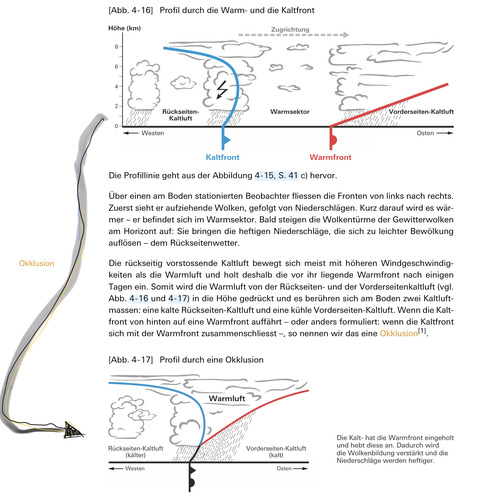 [Abb. 4-16] Profil durch die Warm- und die Kaltfront
Höhe (km)
Zugrichtung
8
6
4
2
0
Rückseiten-
Kaltluft
Warmsektor
Vorderseiten-Kaltluft
Westen
Osten
Kaltfront
Warmfront
Die Profillinie geht aus der Abbildung 4-15, S. 41 c) hervor.
Über einen am Boden stationierten Beobachter fliessen die Fronten von links nach rechts.
Zuerst sieht er aufziehende Wolken, gefolgt von Niederschlägen. Kurz darauf wird es wär-
mer – er befindet sich im Warmsektor. Bald steigen die Wolkentürme der Gewitterwolken
am Horizont auf: Sie bringen die heftigen Niederschläge, die sich zu leichter Bewölkung
auflösen – dem Rückseitenwetter.
Okklusion
Die rückseitig vorstossende Kaltluft bewegt sich meist mit höheren Windgeschwindig-
keiten als die Warmluft und holt deshalb die vor ihr liegende Warmfront nach einigen
Tagen ein. Somit wird die Warmluft von der Rückseiten- und der Vorderseitenkaltluft (vgl.
Abb. 4-16 und 4-17) in die Höhe gedrückt und es berühren sich am Boden zwei Kaltluft-
massen: eine kalte Rückseiten-Kaltluft und eine kühle Vorderseiten-Kaltluft. Wenn die Kalt-
front von hinten auf eine Warmfront auffährt – oder anders formuliert: wenn die Kaltfront
sich mit der Warmfront zusammenschliesst –, so nennen wir das eine Okklusion[1].
[Abb. 4-17] Profil durch eine Okklusion
Warmluft
Rückseiten-Kaltluft
(kälter)
Vorderseiten-Kaltluft
(kalt)
Westen
Osten
Die Kalt- hat die Warmfront eingeholt
und hebt diese an. Dadurch wird
die Wolkenbildung verstärkt und die
Niederschläge werden heftiger.